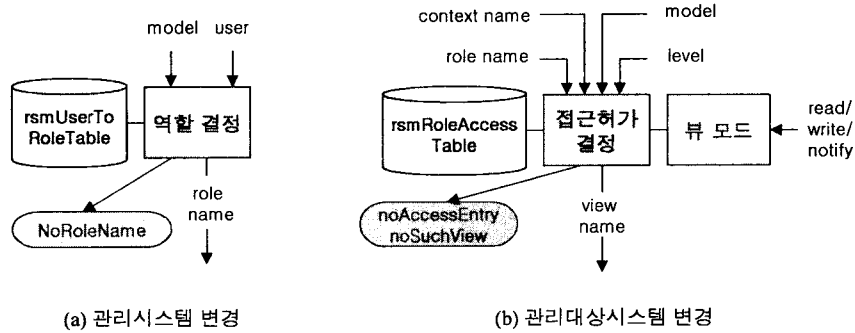 model user
rsmUserTo
RoleTable
역할 결정
role
name
NoRoleName
(a) 관리시스템 변경
context name
model
role name
level
rsmRoleAccess
Table
접근허가
결정
뷰 모드
read/
write/
notify
noAccessEntry
noSuchView
view
name
(b) 관리대상시스템 변경